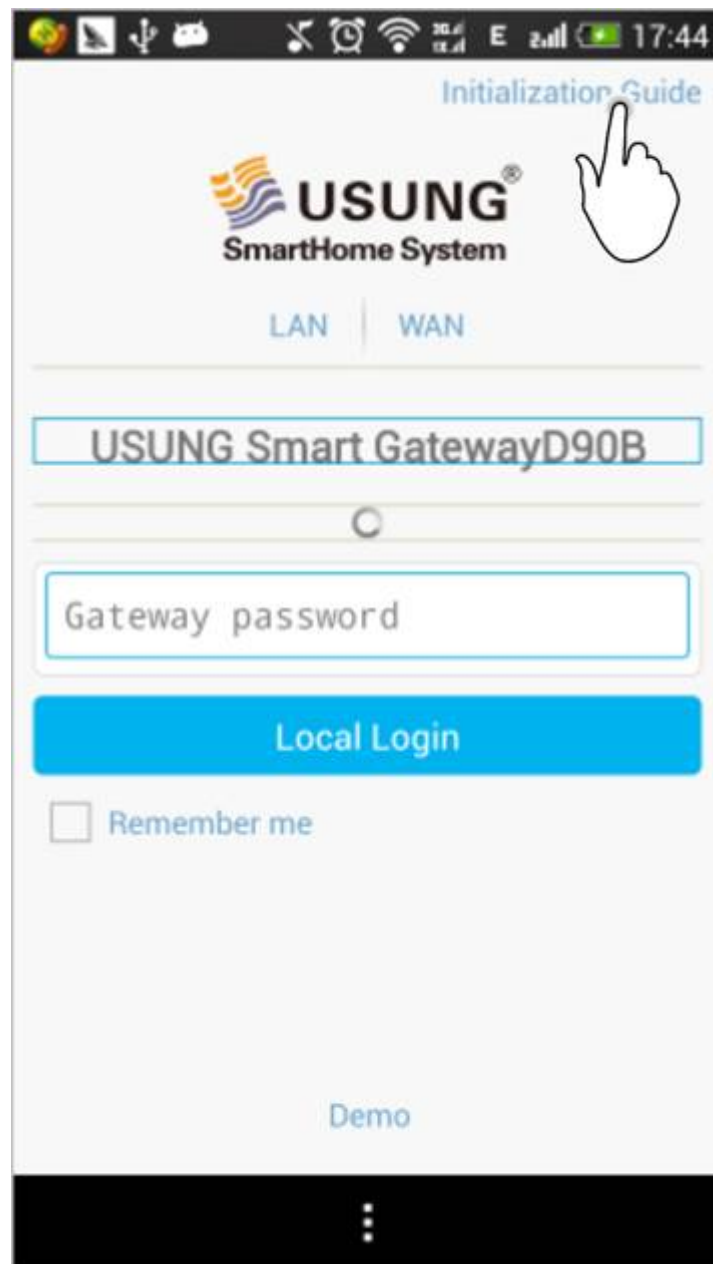 E 17:44
Initialization Guide
USUNG®
SmartHome System
LAN WAN
USUNG Smart GatewayD90B
Gateway password
Local Login
Remember me
Demo